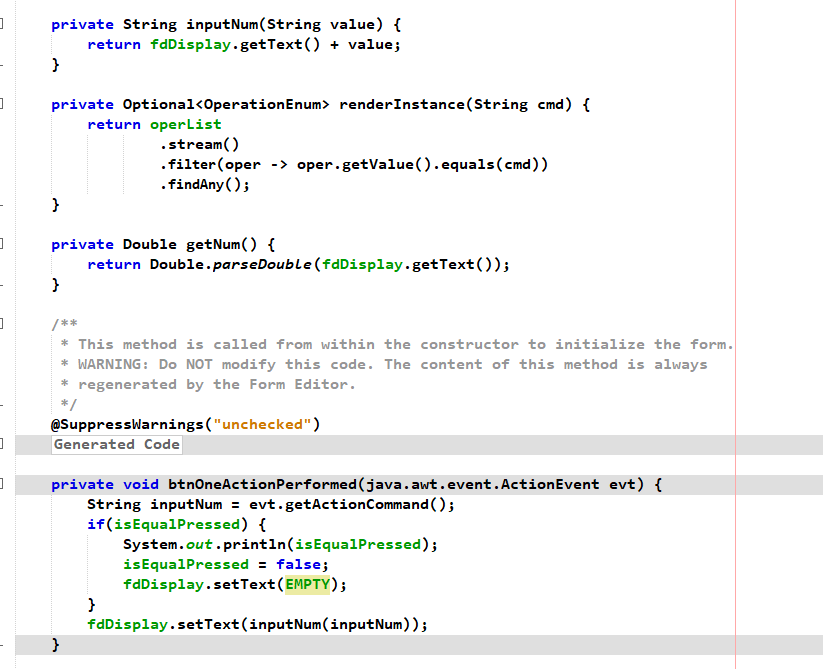 private String inputNum(String value) {
return fdDisplay.getText() + value;
}
private Optional<OperationEnum> renderInstance(String cmd) {
return operList
.stream()
.filter(oper -> oper.getValue().equals(cmd))
.findAny();
}
private Double getNum() {
return Double.parseDouble(fdDisplay.getText());
}
/**
* This method is called from within the constructor to initialize the form.
* WARNING: Do NOT modify this code. The content of this method is always
* regenerated by the Form Editor.
*/
@SuppressWarnings("unchecked")
Generated Code
private void btnOneActionPerformed(java.awt.event.ActionEvent evt) {
String inputNum = evt.getActionCommand();
if(isEqualPressed) {
System.out.println(isEqualPressed);
isEqualPressed = false;
fdDisplay.setText(EMPTY);
}
fdDisplay.setText(inputNum(inputNum));
}